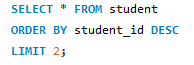 SELECT * FROM student
ORDER BY student_id DESC
LIMIT 2;